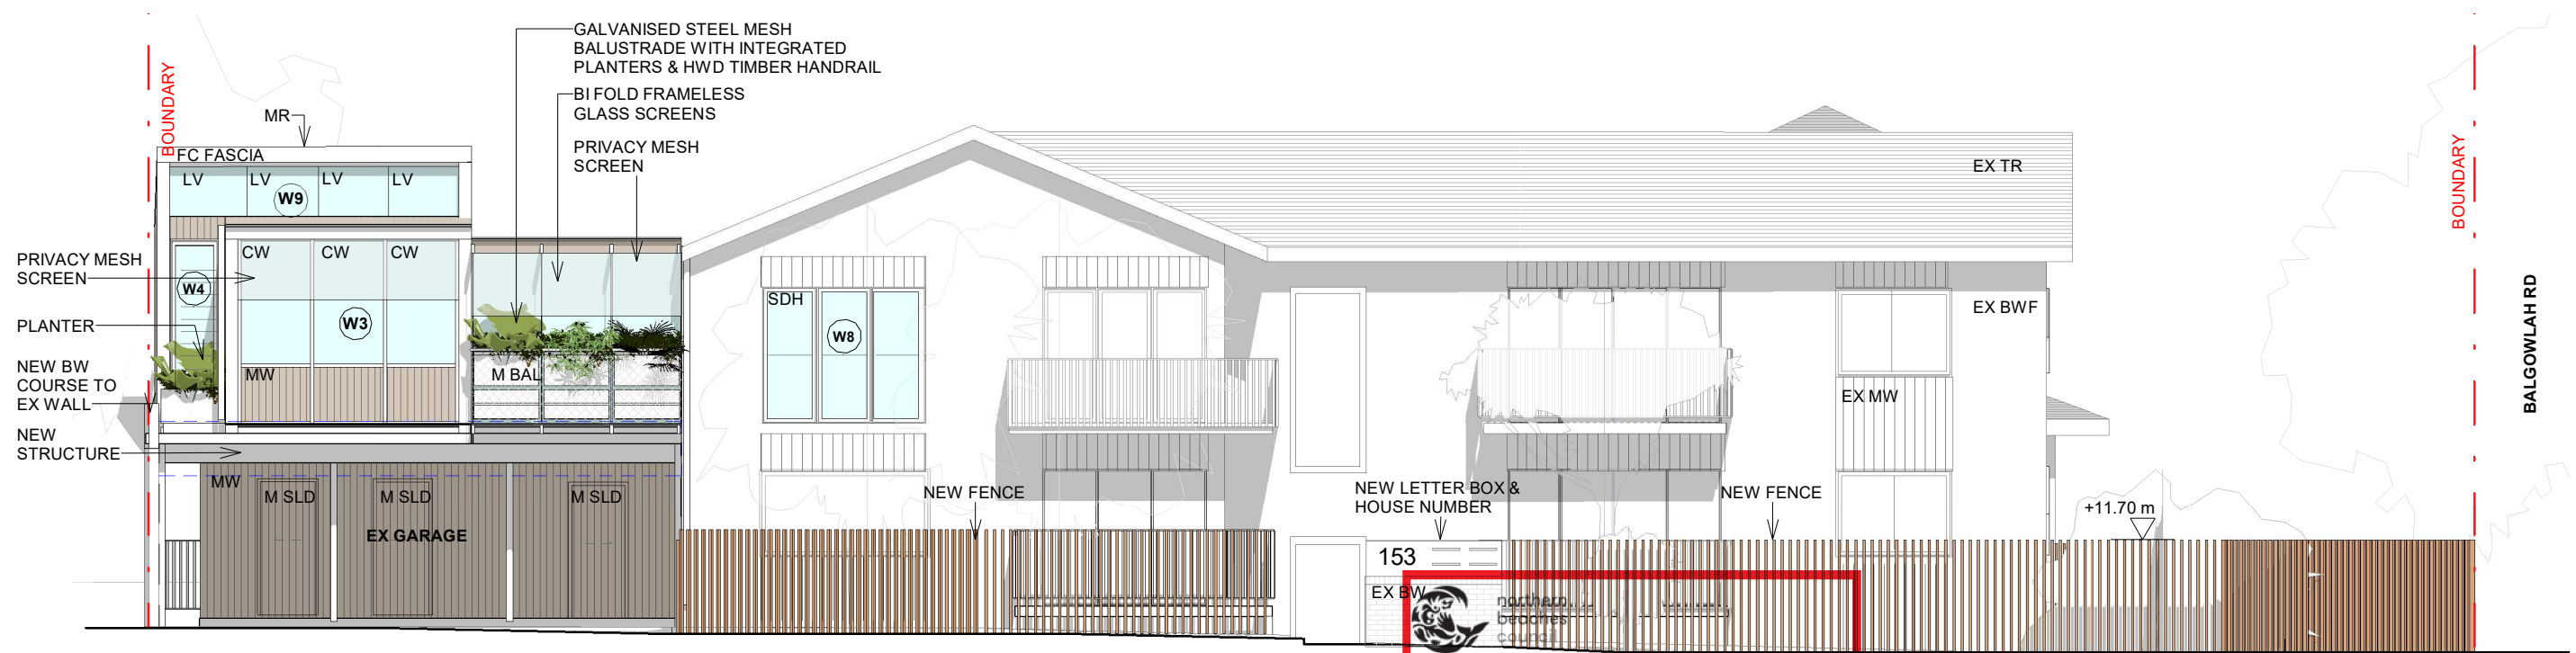 GALVANISED STEEL MESH
BALUSTRADE WITH INTEGRATED
PLANTERS & HWD TIMBER HANDRAIL
BI FOLD FRAMELESS
GLASS SCREENS
PRIVACY MESH
SCREEN
BOUNDARY
MR
FC FASCIA
LV LV LV LV
W9
PRIVACY MESH
SCREEN
CW CW CW
W4
W3
PLANTER
NEW BW
COURSE TO
EX WALL
MW
M BAL
NEW
STRUCTURE
MW
M SLD M SLD M SLD
EX GARAGE
SDH
W8
NEW FENCE
NEW LETTER BOX &
HOUSE NUMBER
NEW FENCE
153
EX BW
northern
beaches
council
EX TR
EX BWF
EX MW
+11.70 m
BOUNDARY
BALGOWLAH RD